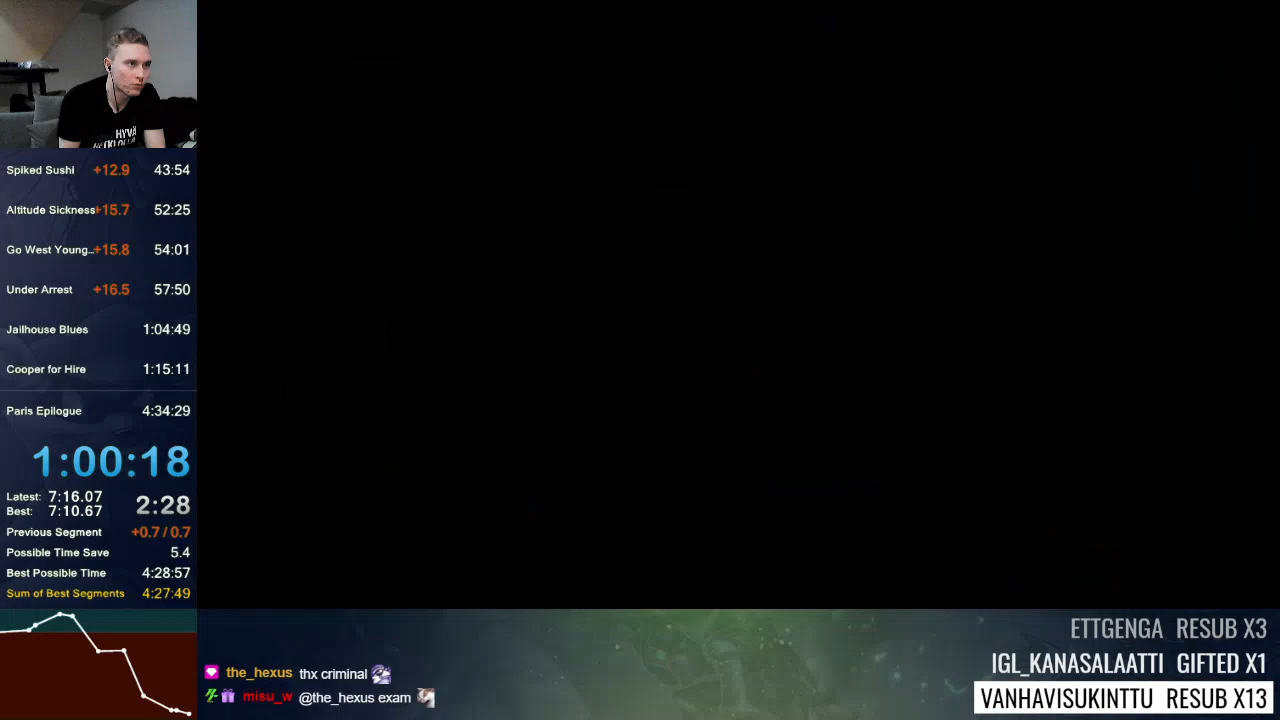 HYVÄ
Spiked Sushi +12.9 43:54
Altitude Sickness +15.7 52:25
Go West Young... +15.8 54:01
Under Arrest +16.5 57:50
Jailhouse Blues 1:04:49
Cooper for Hire 1:15:11
Paris Epilogue 4:34:29
1:00:18
Latest: 7:16.07
Best: 7:10.67
2:28
Previous Segment +0.7 / 0.7
Possible Time Save 5.4
Best Possible Time 4:28:57
Sum of Best Segments 4:27:49
the_hexus thx criminal
misu_w @the_hexus exam
ETTGENGA RESUB X3
IGL_KANASALAATTI GIFTED X1
VANHAVISUKINTTU RESUB X13